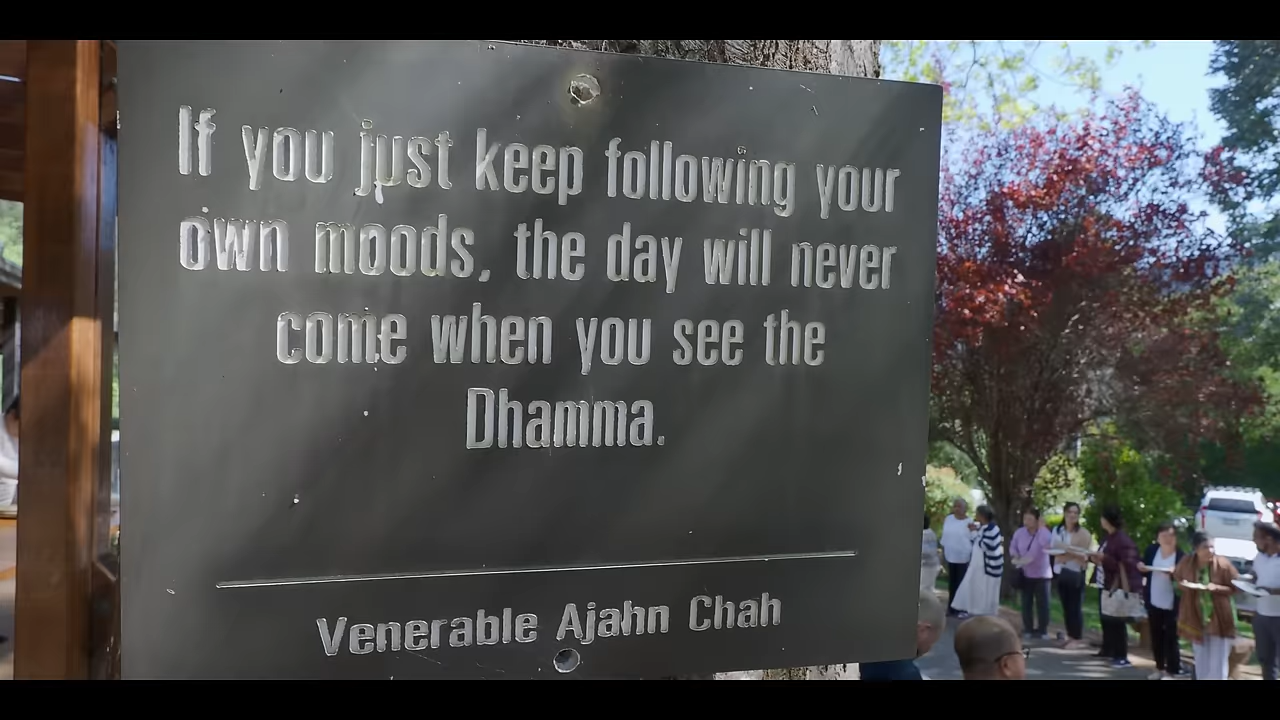 If you just keep following your
own moods, the day will never
come when you see the
Dhamma.
Venerable Ajahn Chah